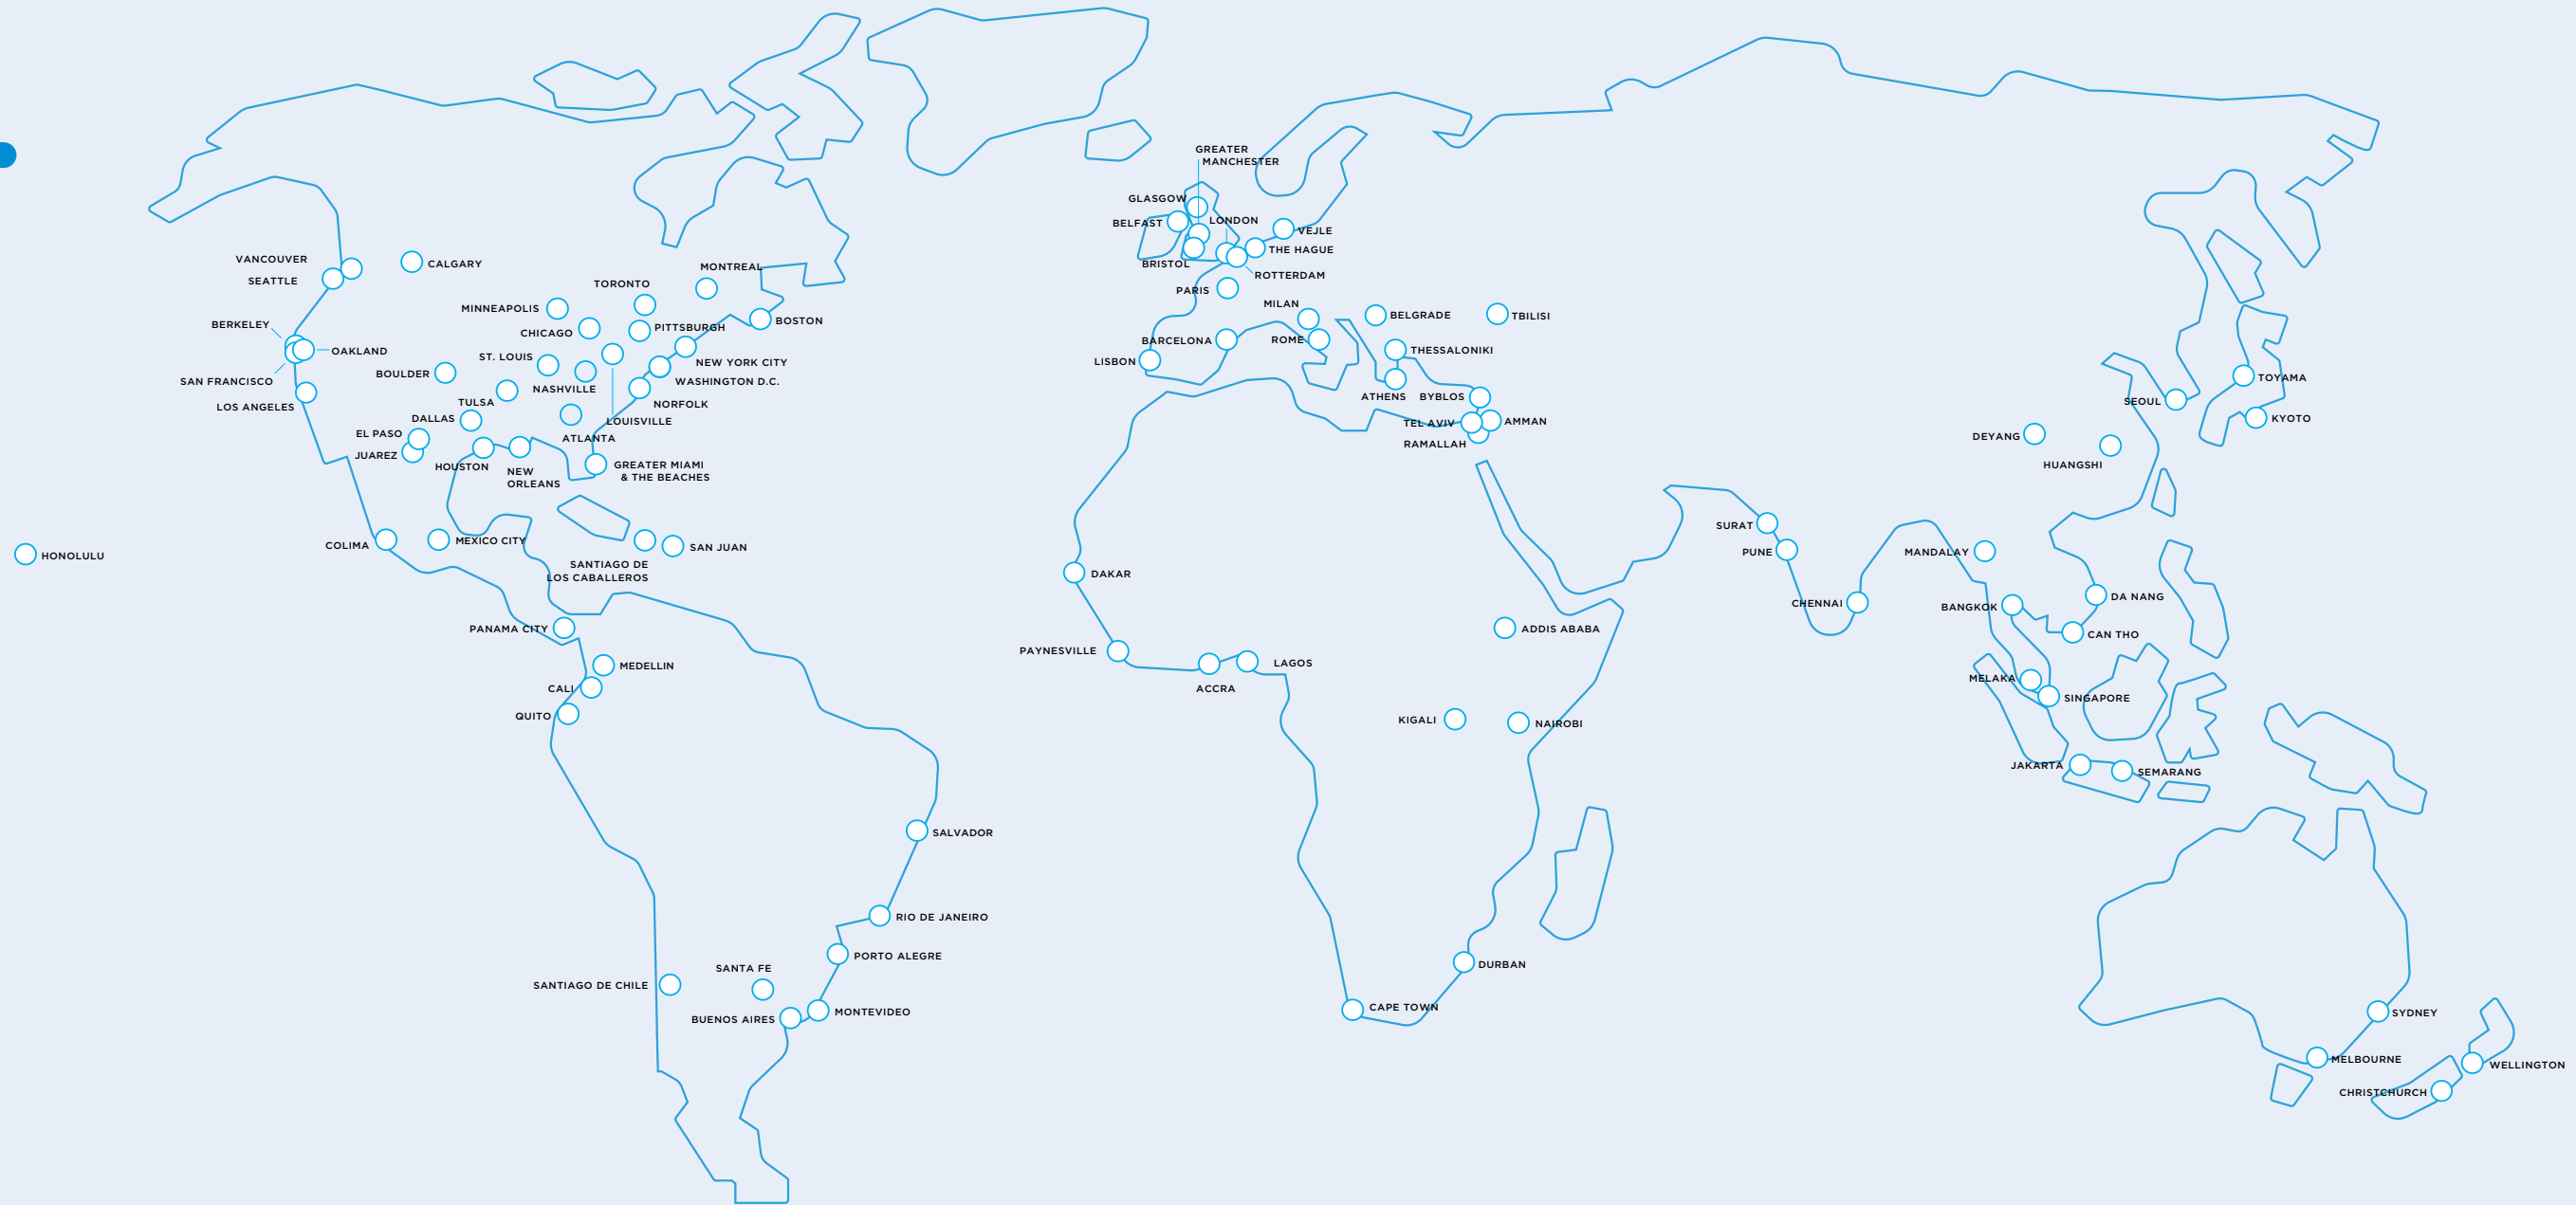 GREATER
MANCHESTER
GLASGOW
BELFAST
LONDON
VEJLE
THE HAGUE
BRISTOL
ROTTERDAM
PARIS
MILAN
BELGRADE
TBILISI
BARCELONA
ROME
THESSALONIKI
LISBON
ATHENS
BYBLOS
TEL AVIV
AMMAN
RAMALLAH
VANCOUVER
CALGARY
SEATTLE
MONTREAL
TORONTO
MINNEAPOLIS
BERKELEY
CHICAGO
PITTSBURGH
BOSTON
OAKLAND
ST. LOUIS
NEW YORK CITY
SAN FRANCISCO
BOULDER
NASHVILLE
WASHINGTON D.C.
LOS ANGELES
TULSA
NORFOLK
DALLAS
LOUISVILLE
EL PASO
ATLANTA
JUAREZ
HOUSTON
NEW
ORLEANS
GREATER MIAMI
& THE BEACHES
HONOLULU
COLIMA
MEXICO CITY
SAN JUAN
SANTIAGO DE
LOS CABALLEROS
PANAMA CITY
MEDELLIN
CALI
QUITO
SALVADOR
RIO DE JANEIRO
PORTO ALEGRE
SANTA FE
SANTIAGO DE CHILE
BUENOS AIRES
MONTEVIDEO
DAKAR
PAYNESVILLE
ACCRA
LAGOS
ADDIS ABABA
KIGALI
NAIROBI
DURBAN
CAPE TOWN
TOYAMA
SEOUL
KYOTO
DEYANG
HUANGSHI
SURAT
PUNE
MANDALAY
CHENNAI
BANGKOK
DA NANG
CAN THO
MELAKA
SINGAPORE
JAKARTA
SEMARANG
SYDNEY
MELBOURNE
WELLINGTON
CHRISTCHURCH